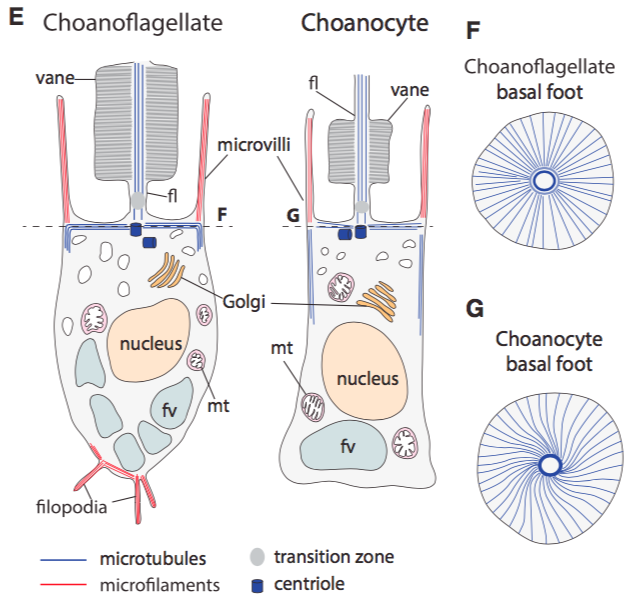 E
Choanoflagellate
vane
fl
F
filopodia
nucleus
fv
mt
microvilli
Golgi
Choanocyte
fl
vane
G
mt
nucleus
fv
F
Choanoflagellate
basal foot
G
Choanocyte
basal foot
microtubules
transition zone
microfilaments
centriole